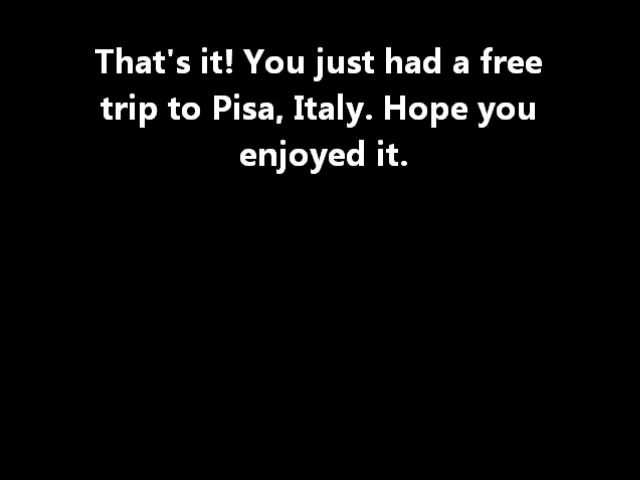 That's it! You just had a free
trip to Pisa, Italy. Hope you
enjoyed it.